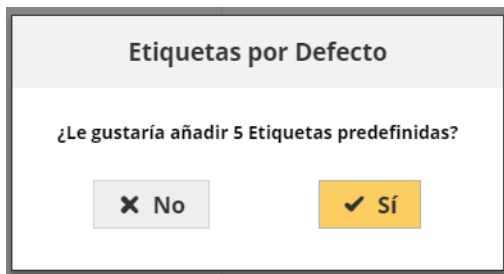 Etiquetas por Defecto
¿Le gustaría añadir 5 Etiquetas predefinidas?
No
Sí